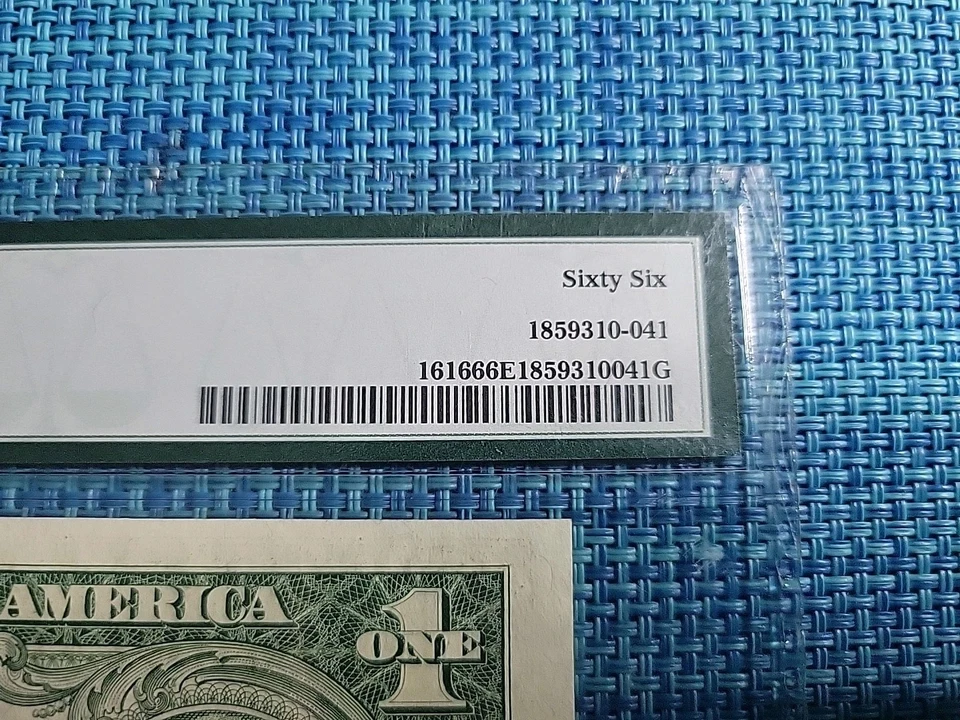 Sixty Six
1859310-041
161666E1859310041G
AMERICA
1
ONE